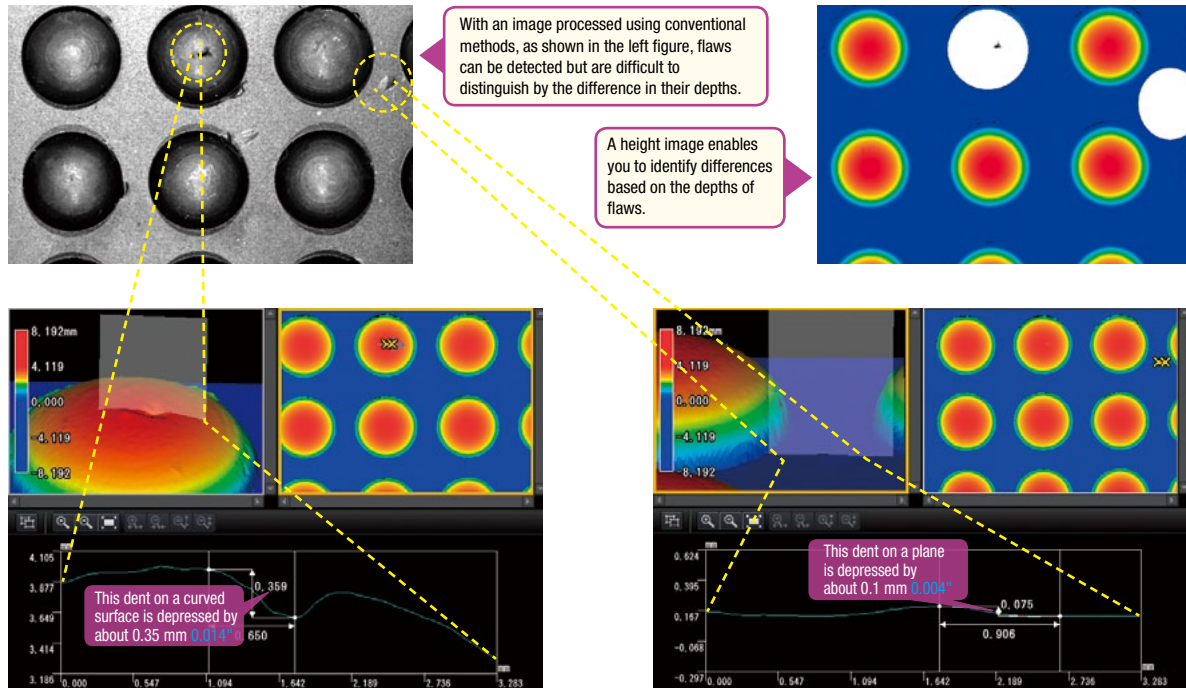 With an image processed using conventional
methods, as shown in the left figure, flaws
can be detected but are difficult to
distinguish by the difference in their depths.
A height image enables
you to identify differences
based on the depths of
flaws.
8.192mm
4.119
0.000
-4.119
-8.192
mm
4.105
3.877
3.649
3.414
3.186
0.359
0.650
This dent on a curved
surface is depressed by
about 0.35 mm 0.014"
mm
0.000 0.547 1.094 1.642 2.189 2.736 3.283
8.192mm
4.119
0.000
-4.119
-8.192
mm
0.624
0.395
0.167
-0.068
-0.297
This dent on a plane
is depressed by
about 0.1 mm 0.004"
0.075
0.906
mm
0.000 0.547 1.094 1.642 2.189 2.736 3.283